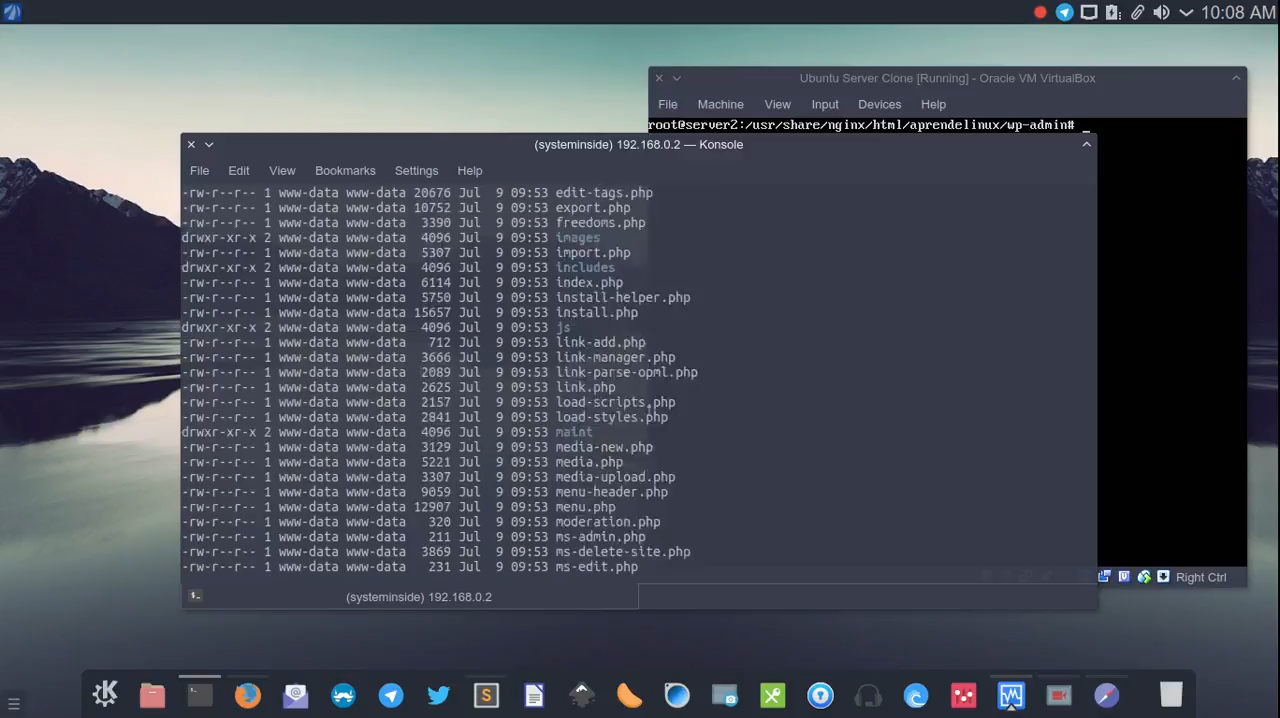 10:08 AM
Ubuntu Server Clone [Running] - Oracle VM VirtualBox
File Machine View Input Devices Help
root@server2:/usr/share/nginx/html/aprendelinux/wp-admin# _
(systeminside) 192.168.0.2 — Konsole
File Edit View Bookmarks Settings Help
-rw-r--r-- 1 www-data www-data 20676 Jul  9 09:53 edit-tags.php
-rw-r--r-- 1 www-data www-data 10752 Jul  9 09:53 export.php
-rw-r--r-- 1 www-data www-data  3390 Jul  9 09:53 freedoms.php
drwxr-xr-x 2 www-data www-data  4096 Jul  9 09:53 images
-rw-r--r-- 1 www-data www-data  5307 Jul  9 09:53 import.php
drwxr-xr-x 2 www-data www-data  4096 Jul  9 09:53 includes
-rw-r--r-- 1 www-data www-data  6114 Jul  9 09:53 index.php
-rw-r--r-- 1 www-data www-data  5750 Jul  9 09:53 install-helper.php
-rw-r--r-- 1 www-data www-data 15657 Jul  9 09:53 install.php
drwxr-xr-x 2 www-data www-data  4096 Jul  9 09:53 js
-rw-r--r-- 1 www-data www-data   712 Jul  9 09:53 link-add.php
-rw-r--r-- 1 www-data www-data  3666 Jul  9 09:53 link-manager.php
-rw-r--r-- 1 www-data www-data  2089 Jul  9 09:53 link-parse-opml.php
-rw-r--r-- 1 www-data www-data  2625 Jul  9 09:53 link.php
-rw-r--r-- 1 www-data www-data  2157 Jul  9 09:53 load-scripts.php
-rw-r--r-- 1 www-data www-data  2841 Jul  9 09:53 load-styles.php
drwxr-xr-x 2 www-data www-data  4096 Jul  9 09:53 maint
-rw-r--r-- 1 www-data www-data  3129 Jul  9 09:53 media-new.php
-rw-r--r-- 1 www-data www-data  5221 Jul  9 09:53 media.php
-rw-r--r-- 1 www-data www-data  3307 Jul  9 09:53 media-upload.php
-rw-r--r-- 1 www-data www-data  9059 Jul  9 09:53 menu-header.php
-rw-r--r-- 1 www-data www-data 12907 Jul  9 09:53 menu.php
-rw-r--r-- 1 www-data www-data   320 Jul  9 09:53 moderation.php
-rw-r--r-- 1 www-data www-data   211 Jul  9 09:53 ms-admin.php
-rw-r--r-- 1 www-data www-data  3869 Jul  9 09:53 ms-delete-site.php
-rw-r--r-- 1 www-data www-data   231 Jul  9 09:53 ms-edit.php
Right Ctrl
(systeminside) 192.168.0.2